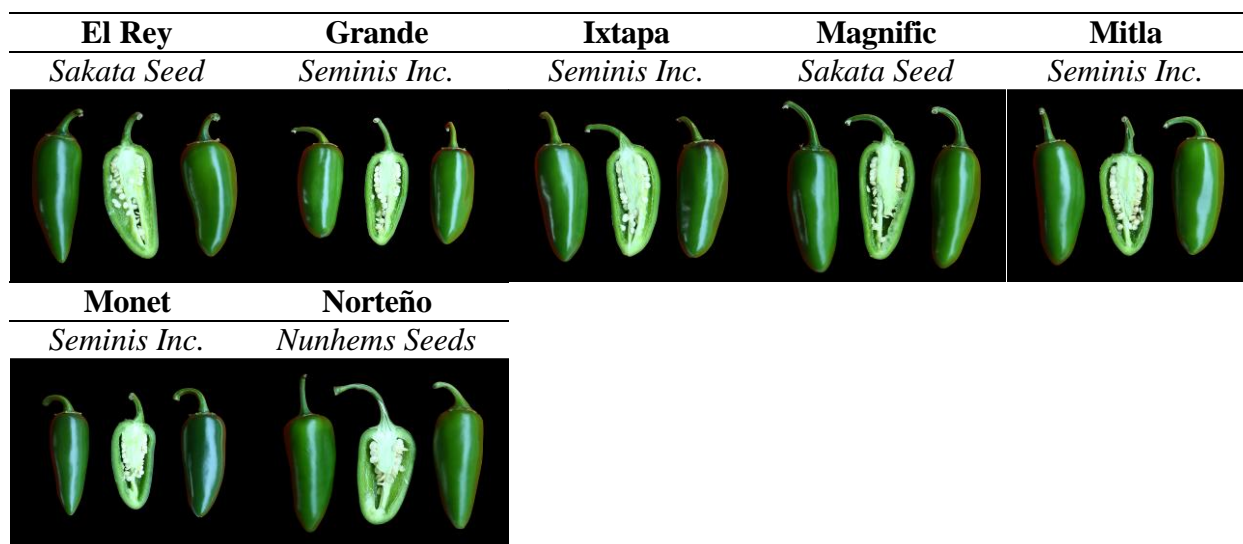 El Rey Grande Ixtapa Magnific Mitla
Sakata Seed Seminis Inc. Seminis Inc. Sakata Seed Seminis Inc.
Monet Norteño
Seminis Inc. Nunhems Seeds